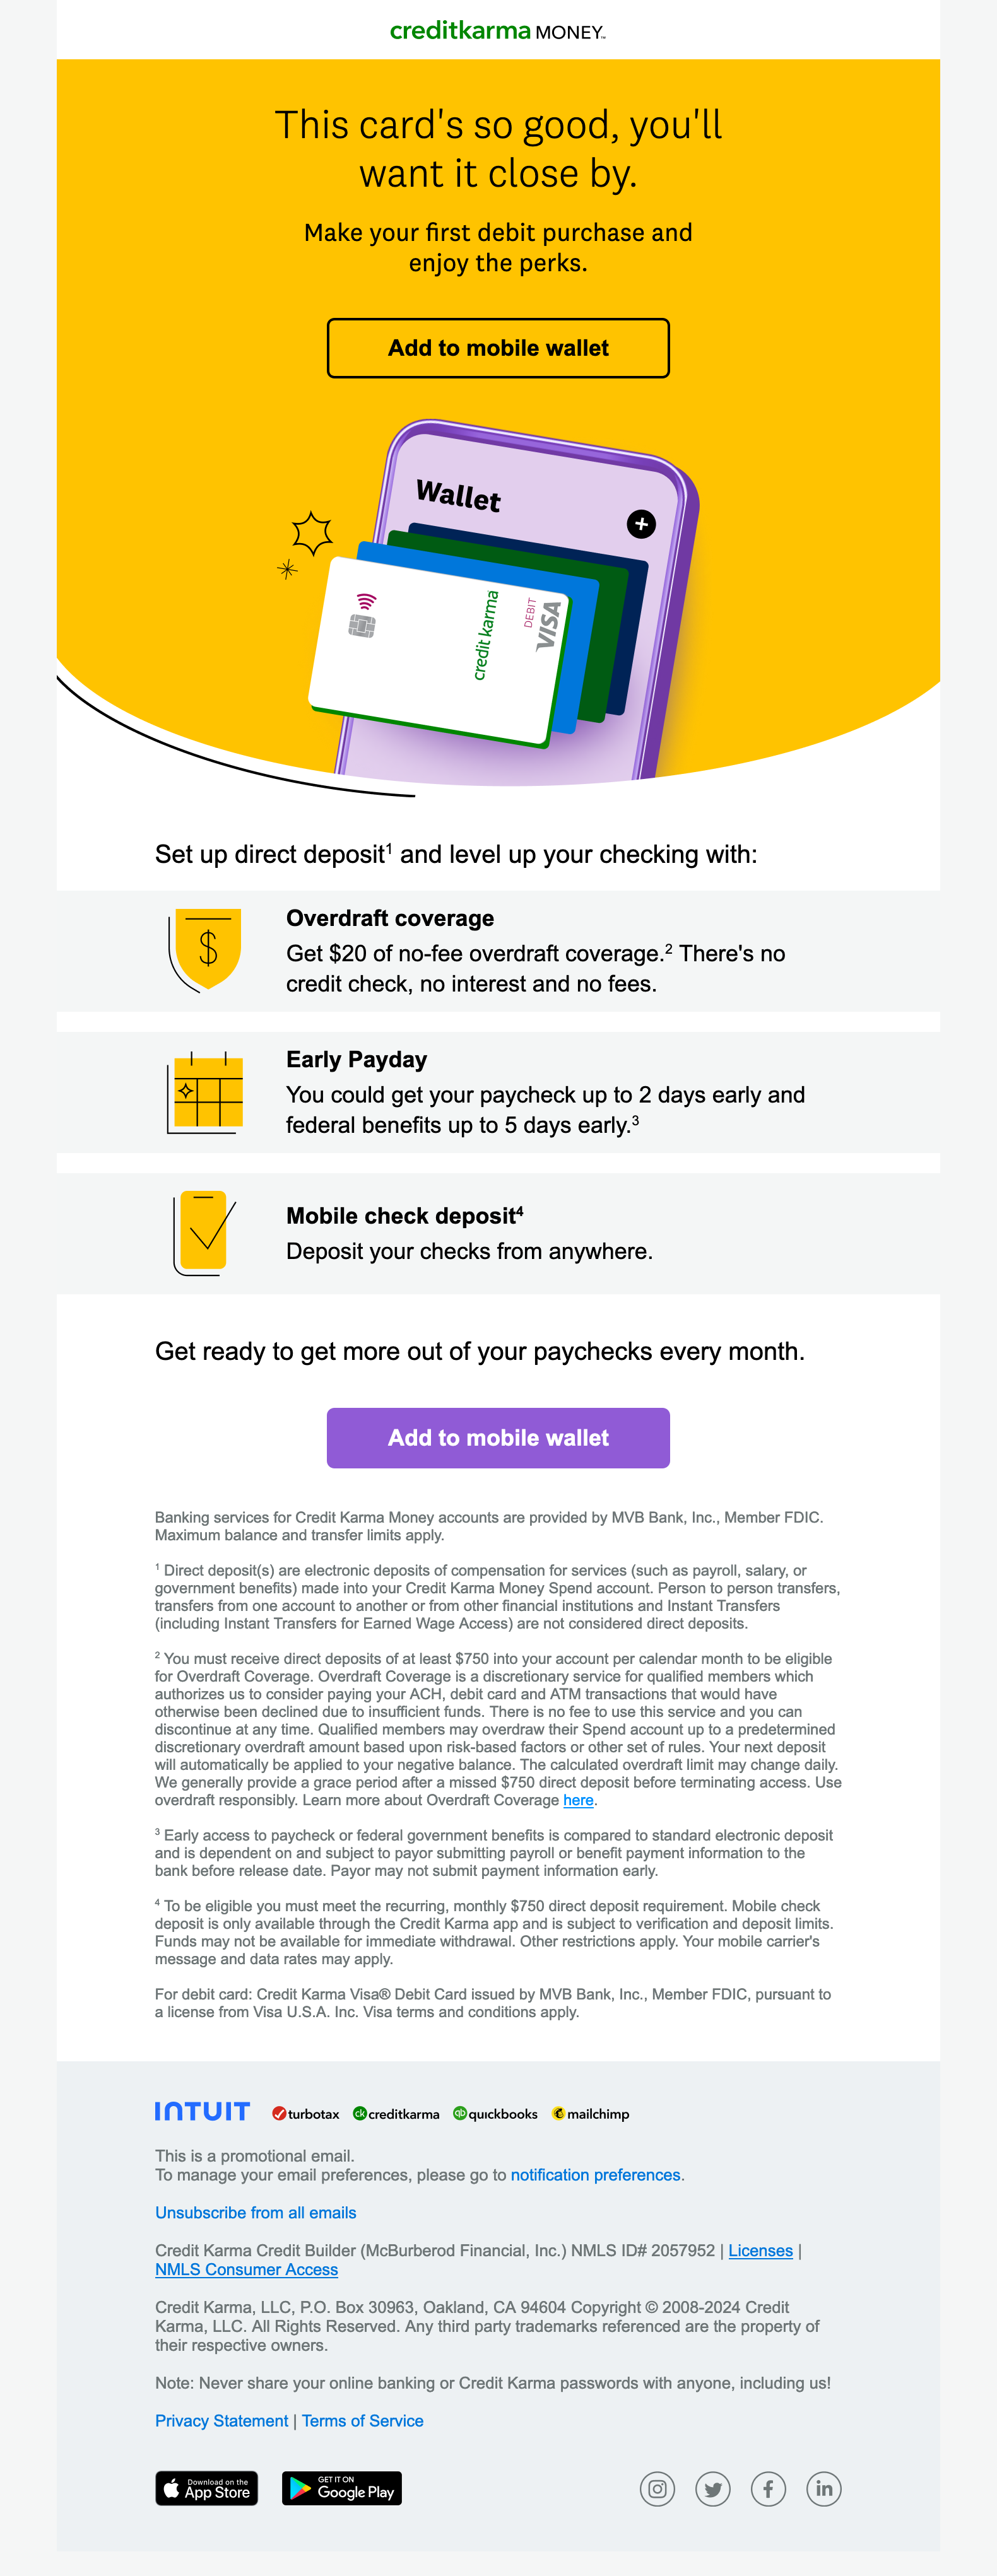 creditkarma MONEY™
This card's so good, you'll
want it close by.
Make your first debit purchase and
enjoy the perks.
Add to mobile wallet
Wallet
+
credit karma
DEBIT
VISA
Set up direct deposit¹ and level up your checking with:
$
Overdraft coverage
Get $20 of no-fee overdraft coverage.² There's no
credit check, no interest and no fees.
Early Payday
You could get your paycheck up to 2 days early and
federal benefits up to 5 days early.³
Mobile check deposit⁴
Deposit your checks from anywhere.
Get ready to get more out of your paychecks every month.
Add to mobile wallet
Banking services for Credit Karma Money accounts are provided by MVB Bank, Inc., Member FDIC.
Maximum balance and transfer limits apply.
¹ Direct deposit(s) are electronic deposits of compensation for services (such as payroll, salary, or
government benefits) made into your Credit Karma Money Spend account. Person to person transfers,
transfers from one account to another or from other financial institutions and Instant Transfers
(including Instant Transfers for Earned Wage Access) are not considered direct deposits.
² You must receive direct deposits of at least $750 into your account per calendar month to be eligible
for Overdraft Coverage. Overdraft Coverage is a discretionary service for qualified members which
authorizes us to consider paying your ACH, debit card and ATM transactions that would have
otherwise been declined due to insufficient funds. There is no fee to use this service and you can
discontinue at any time. Qualified members may overdraw their Spend account up to a predetermined
discretionary overdraft amount based upon risk-based factors or other set of rules. Your next deposit
will automatically be applied to your negative balance. The calculated overdraft limit may change daily.
We generally provide a grace period after a missed $750 direct deposit before terminating access. Use
overdraft responsibly. Learn more about Overdraft Coverage here.
³ Early access to paycheck or federal government benefits is compared to standard electronic deposit
and is dependent on and subject to payor submitting payroll or benefit payment information to the
bank before release date. Payor may not submit payment information early.
⁴ To be eligible you must meet the recurring, monthly $750 direct deposit requirement. Mobile check
deposit is only available through the Credit Karma app and is subject to verification and deposit limits.
Funds may not be available for immediate withdrawal. Other restrictions apply. Your mobile carrier's
message and data rates may apply.
For debit card: Credit Karma Visa® Debit Card issued by MVB Bank, Inc., Member FDIC, pursuant to
a license from Visa U.S.A. Inc. Visa terms and conditions apply.
INTUIT turbotax ck creditkarma qb quickbooks mailchimp
This is a promotional email.
To manage your email preferences, please go to notification preferences.
Unsubscribe from all emails
Credit Karma Credit Builder (McBurberod Financial, Inc.) NMLS ID# 2057952 | Licenses |
NMLS Consumer Access
Credit Karma, LLC, P.O. Box 30963, Oakland, CA 94604 Copyright © 2008-2024 Credit
Karma, LLC. All Rights Reserved. Any third party trademarks referenced are the property of
their respective owners.
Note: Never share your online banking or Credit Karma passwords with anyone, including us!
Privacy Statement | Terms of Service
Download on the
App Store
GET IT ON
Google Play
f
in